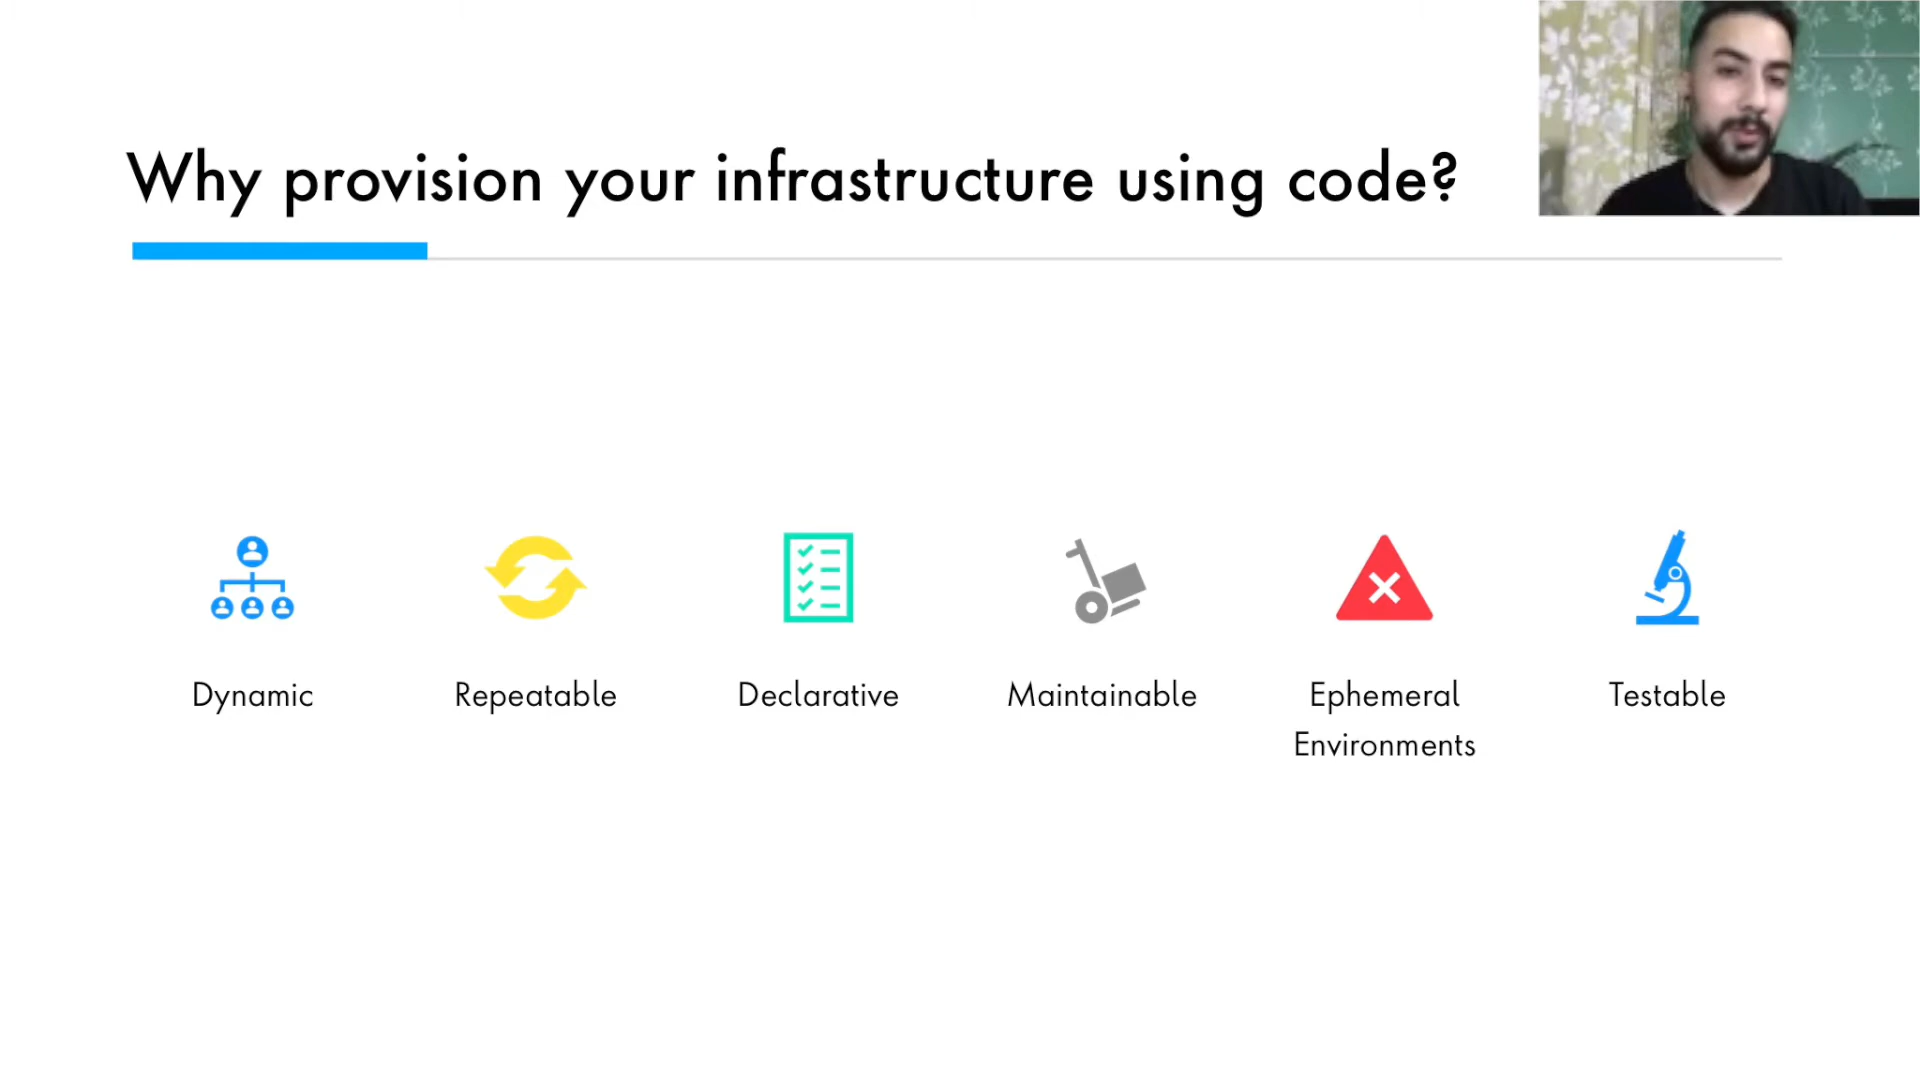 Why provision your infrastructure using code?
Dynamic
Repeatable
Declarative
Maintainable
Ephemeral
Environments
Testable